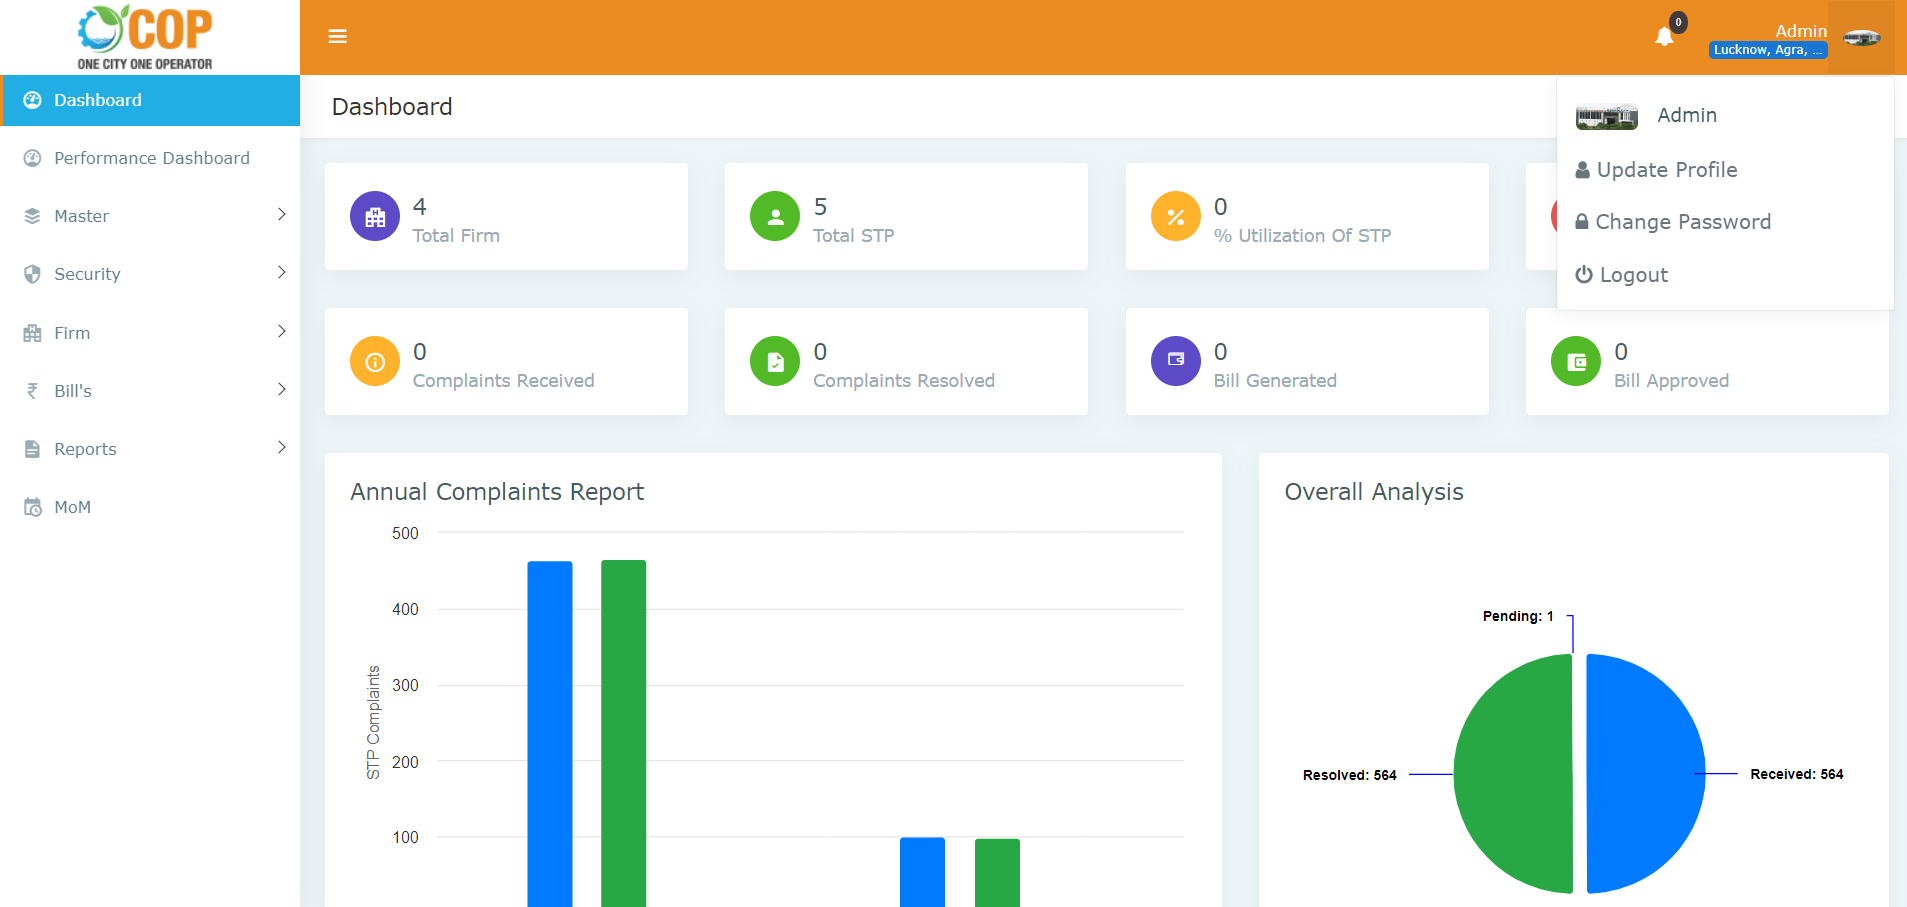 COP
ONE CITY ONE OPERATOR
0
Admin
Lucknow, Agra, ...
Dashboard
Performance Dashboard
Master
Security
Firm
₹ Bill's
Reports
MoM
Dashboard
Admin
Update Profile
Change Password
Logout
4
Total Firm
5
Total STP
0
% Utilization Of STP
0
Complaints Received
0
Complaints Resolved
0
Bill Generated
0
Bill Approved
Annual Complaints Report
500
400
300
200
100
STP Complaints
Overall Analysis
Pending: 1
Resolved: 564
Received: 564